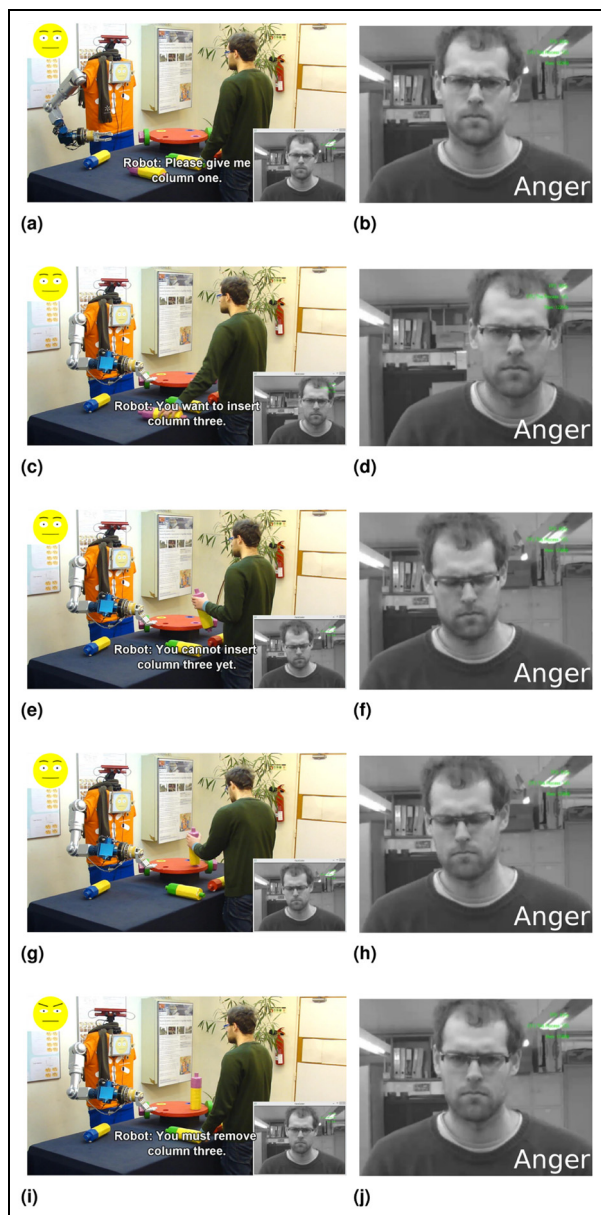 Robot: Please give me
column one.
Anger
(a)
(b)
Robot: You want to insert
column three.
Anger
(c)
(d)
Robot: You cannot insert
column three yet.
Anger
(e)
(f)
Anger
(g)
(h)
Robot: You must remove
column three.
Anger
(i)
(j)